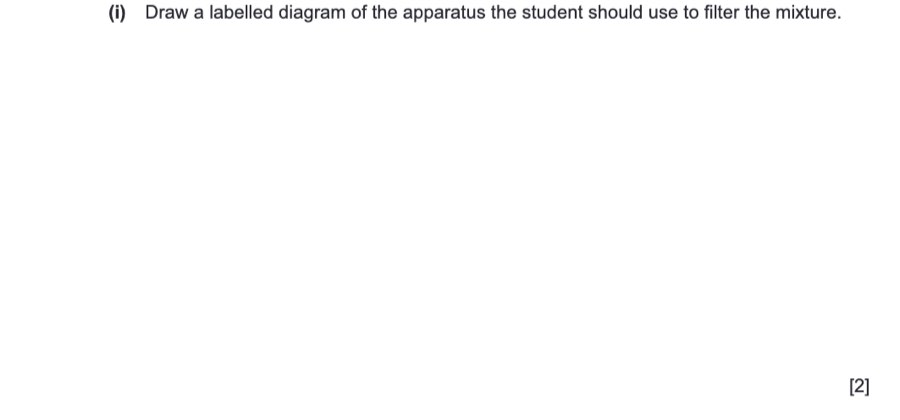 (i) Draw a labelled diagram of the apparatus the student should use to filter the mixture.
[2]